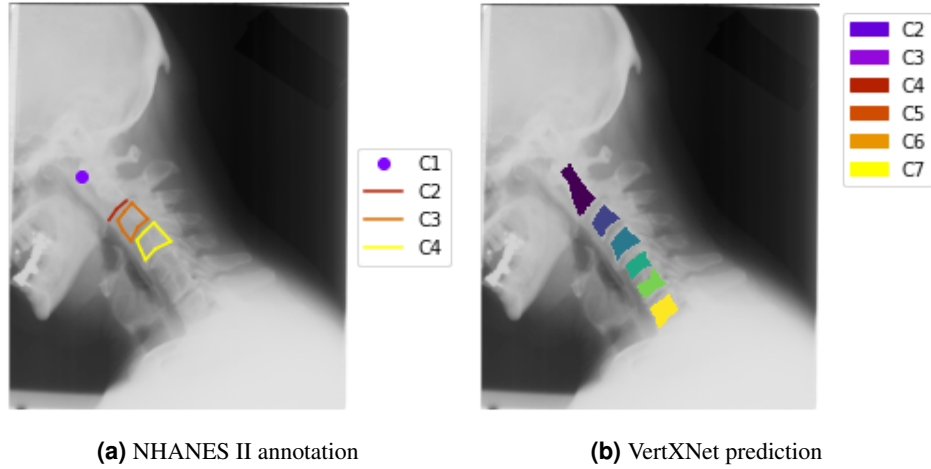 C1
C2
C3
C4
C2
C3
C4
C5
C6
C7
(a) NHANES II annotation
(b) VertXNet prediction